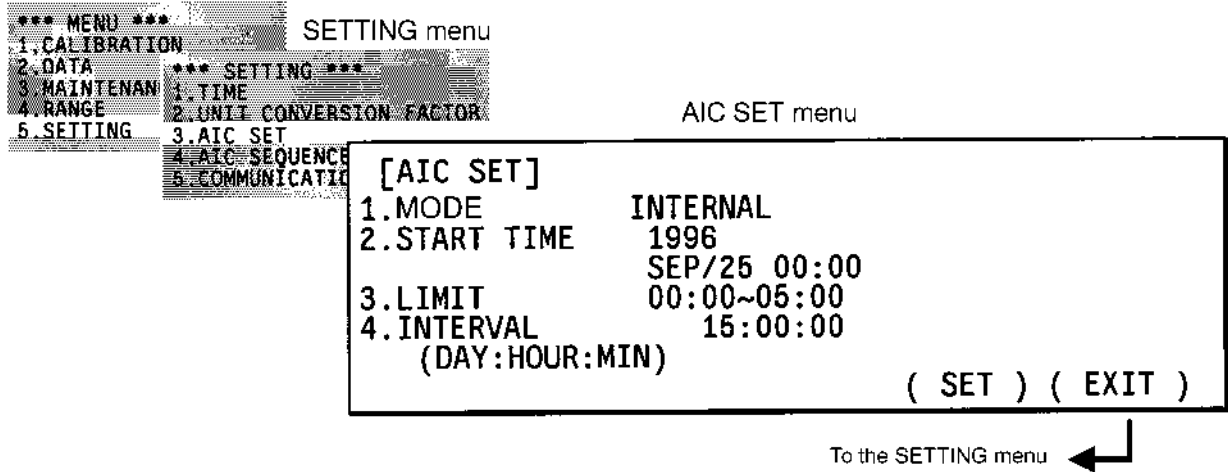 *** MENU ***
1.CALIBRATION
2.DATA
3.MAINTENAN
4 RANGE
5.SETTING
SETTING menu
*** SETTING ***
1.TIME
2.UNIT CONVERSION FACTOR
3.AIC SET
4.AIC SEQUENCE
5.COMMUNICATIC
AIC SET menu
[AIC SET]
1.MODE INTERNAL
2.START TIME 1996
SEP/25 00:00
3.LIMIT 00:00~05:00
4.INTERVAL 15:00:00
(DAY:HOUR:MIN)
( SET ) ( EXIT )
To the SETTING menu